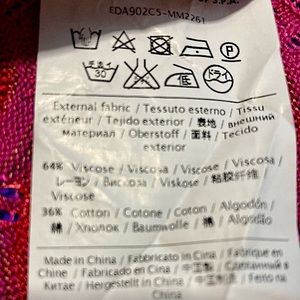 S.P.A.
EDA902C5-MM2261
30 低
External fabric / Tessuto esterno / Tissu
extérieur / Tejido exterior / 表地 / внешний
материал / Oberstoff / 面料 / Tecido
exterior
64% Viscose / Viscosa / Viscose / Viscosa /
レーヨン / Вискоза / Viskose / 粘胶纤维
Viscose
36% Cotton / Cotone / Coton / Algodón /
綿 / Хлопок / Baumwolle / 棉 / Algodão
Made in China / Fabbricato in Cina / Fabriqué en
Chine / Fabricado en Cina / 中国製 / Сделанный в
Китае / Hergestellt in China / 中国制造 / Feito na
China